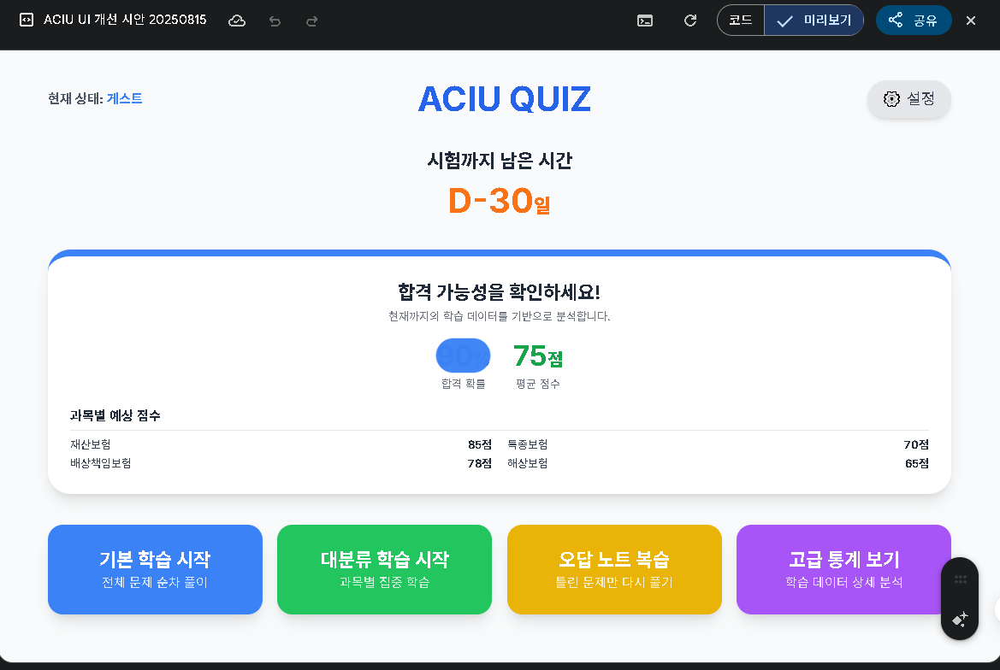 ACIU UI 개선 시안 20250815
코드
미리보기
공유
현재 상태: 게스트
ACIU QUIZ
설정
시험까지 남은 시간
D-30일
합격 가능성을 확인하세요!
현재까지의 학습 데이터를 기반으로 분석합니다.
90% 75점
합격 확률 평균 점수
과목별 예상 점수
재산보험 85점 특종보험 70점
배상책임보험 78점 해상보험 65점
기본 학습 시작
전체 문제 순차 풀이
대분류 학습 시작
과목별 집중 학습
오답 노트 복습
틀린 문제만 다시 풀기
고급 통계 보기
학습 데이터 상세 분석